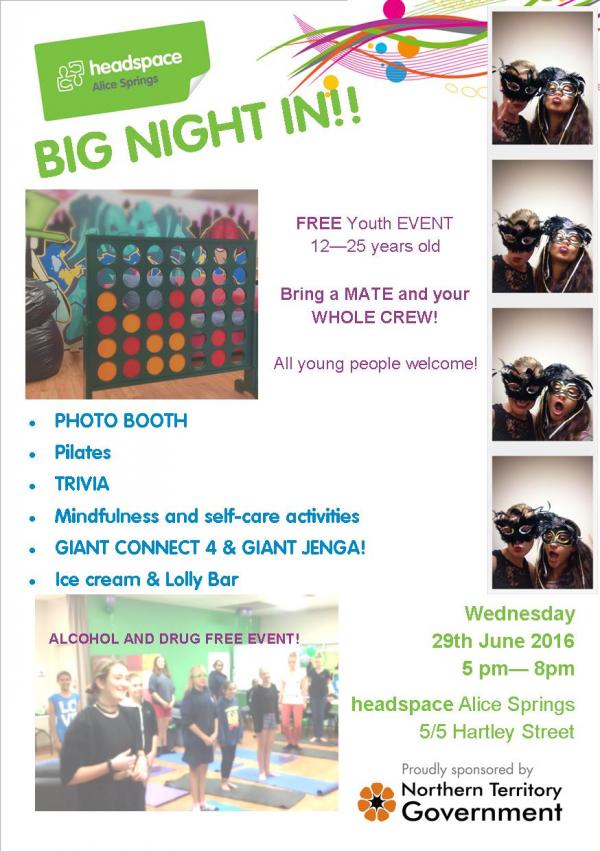 headspace
Alice Springs
BIG NIGHT IN!!
FREE Youth EVENT
12—25 years old
Bring a MATE and your
WHOLE CREW!
All young people welcome!
• PHOTO BOOTH
• Pilates
• TRIVIA
• Mindfulness and self-care activities
• GIANT CONNECT 4 & GIANT JENGA!
• Ice cream & Lolly Bar
ALCOHOL AND DRUG FREE EVENT!
Wednesday
29th June 2016
5 pm— 8pm
headspace Alice Springs
5/5 Hartley Street
Proudly sponsored by
Northern Territory
Government